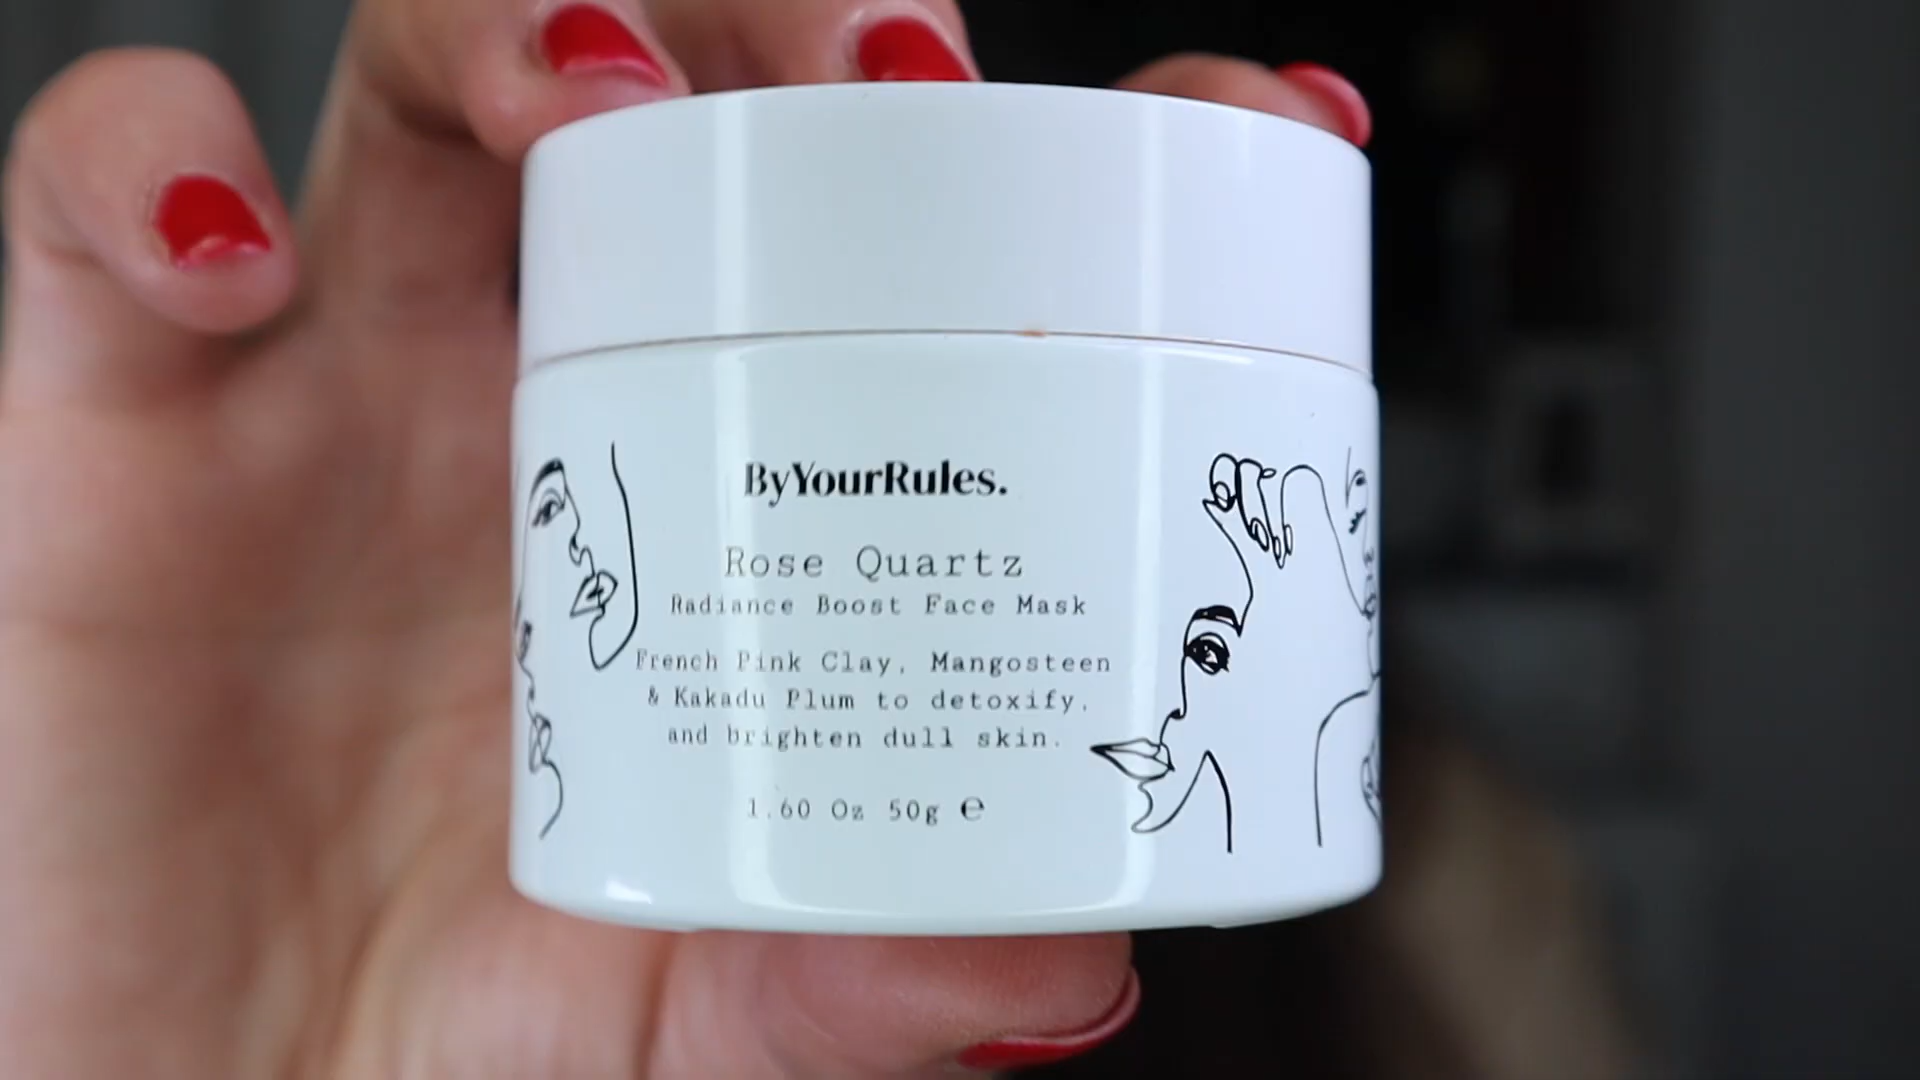 ByYourRules.
Rose Quartz
Radiance Boost Face Mask
French Pink Clay, Mangosteen
& Kakadu Plum to detoxify,
and brighten dull skin.
1.60 Oz 50g ℮